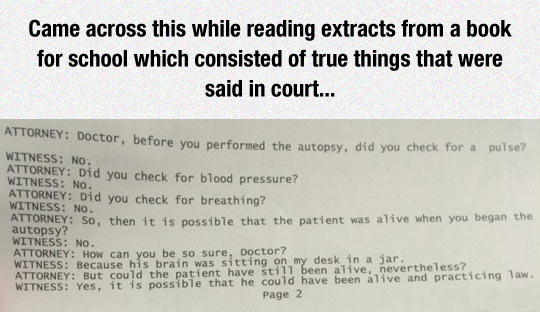 Came across this while reading extracts from a book
for school which consisted of true things that were
said in court...
ATTORNEY: Doctor, before you performed the autopsy, did you check for a pulse?
WITNESS: No.
ATTORNEY: Did you check for blood pressure?
WITNESS: No.
ATTORNEY: Did you check for breathing?
WITNESS: No.
ATTORNEY: So, then it is possible that the patient was alive when you began the
autopsy?
WITNESS: No.
ATTORNEY: How can you be so sure, Doctor?
WITNESS: Because his brain was sitting on my desk in a jar.
ATTORNEY: But could the patient have still been alive, nevertheless?
WITNESS: Yes, it is possible that he could have been alive and practicing law.
Page 2